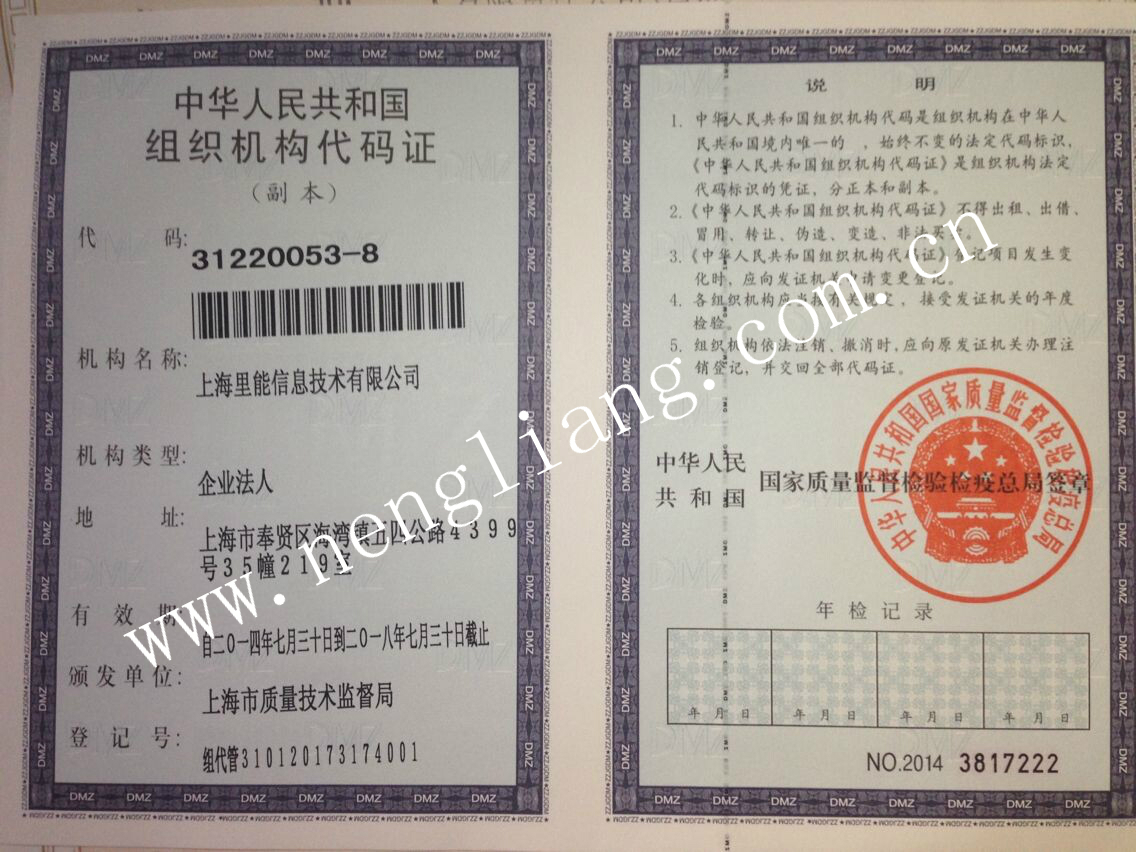 中华人民共和国
组织机构代码证
（副本）
代 码:
31220053-8
机构名称:
上海里能信息技术有限公司
机构类型:
企业法人
地 址:
上海市奉贤区海湾镇五四公路4399
号35幢219室
有效期:
自二〇一四年七月三十日到二〇一八年七月三十日截止
颁发单位:
上海市质量技术监督局
登记号:
组代管310120173174001
说 明
1. 中华人民共和国组织机构代码是组织机构在中华人
民共和国境内唯一的 、始终不变的法定代码标识，
《中华人民共和国组织机构代码证》是组织机构法定
代码标识的凭证，分正本和副本。
2.《中华人民共和国组织机构代码证》不得出租、出借、
冒用、转让、伪造、变造、非法买卖。
3.《中华人民共和国组织机构代码证》登记项目发生变
化时，应向发证机关申请变更登记。
4. 各组织机构应当按有关规定，接受发证机关的年度
检验。
5. 组织机构依法注销、撤消时，应向原发证机关办理注
销登记，并交回全部代码证。
中华人民
共和国
国家质量监督检验检疫总局签章
中华人民共和国国家质量监督检验检疫总局
年检记录
年 月 日
年 月 日
年 月 日
年 月 日
NO.2014 3817222
www.nengliang.com.cn